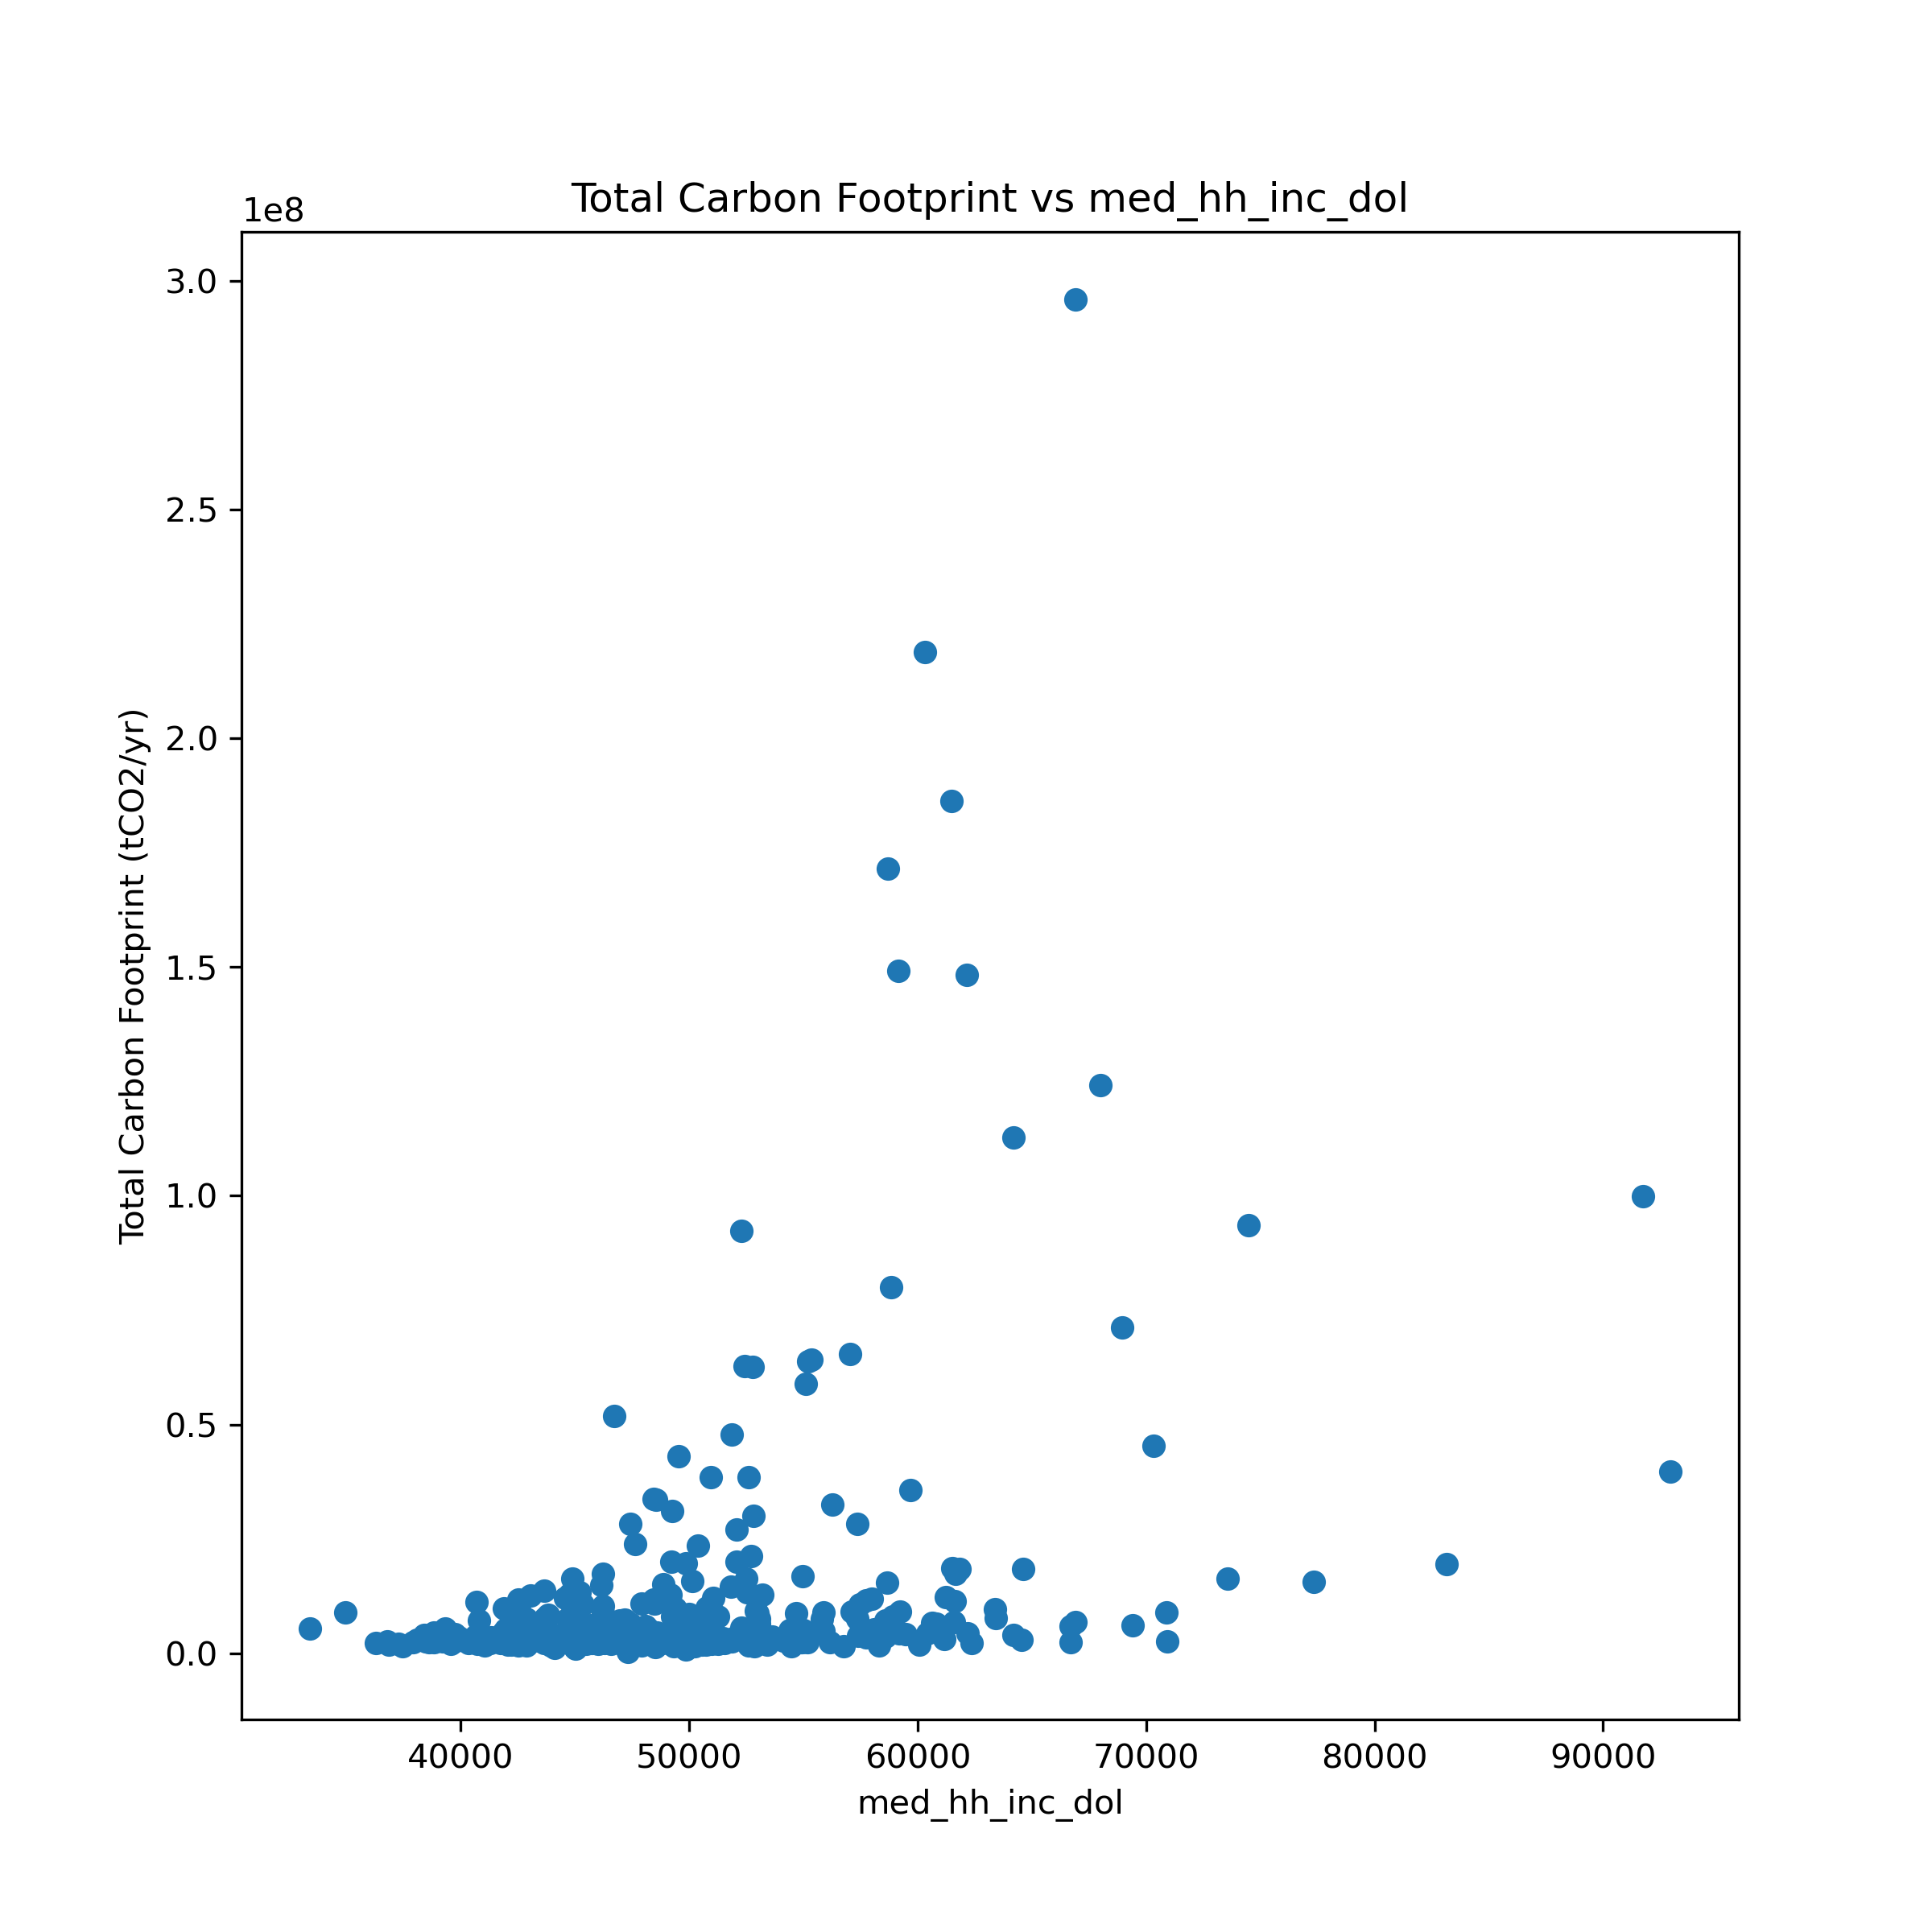 Total Carbon Footprint vs med_hh_inc_dol
1e8
3.0
2.5
2.0
1.5
1.0
0.5
0.0
Total Carbon Footprint (tCO2/yr)
40000 50000 60000 70000 80000 90000
med_hh_inc_dol